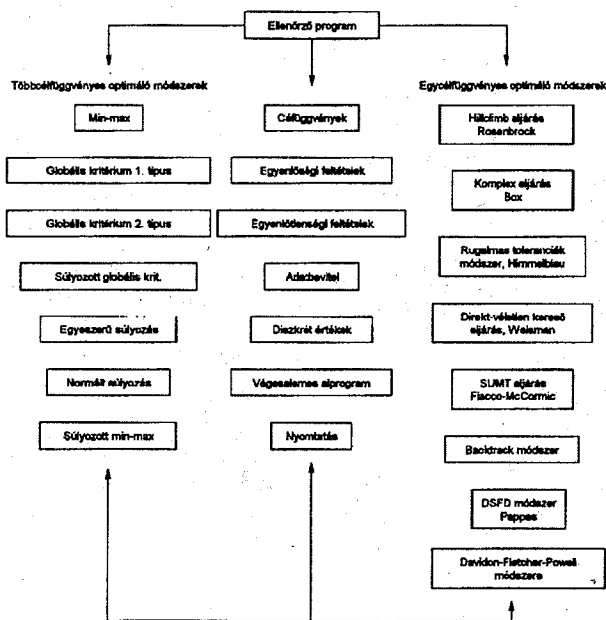 Ellenőrző program
Többcélfüggvényes optimáló módszerek
Min-max
Globális kritérium 1. típus
Globális kritérium 2. típus
Súlyozott globális krit.
Egyeszerű súlyozás
Normált súlyozás
Súlyozott min-max
Céfüggvények
Egyenlőségi feltételek
Egyenlőtlenségi feltételek
Adatbevitel
Diszkrét értékek
Végeselemes alprogram
Nyomtatás
Egycélfüggvényes optimáló módszerek
Hillclimb eljárás
Rosenbrock
Komplex eljárás
Box
Rugalmas toleranciák
módszer, Himmelblau
Direkt-véletlen kereső
eljárás, Weisman
SUMT eljárás
Fiacco-McCormic
Backtrack módszer
DSFD módszer
Pappas
Davidon-Fletcher-Powell
módszere